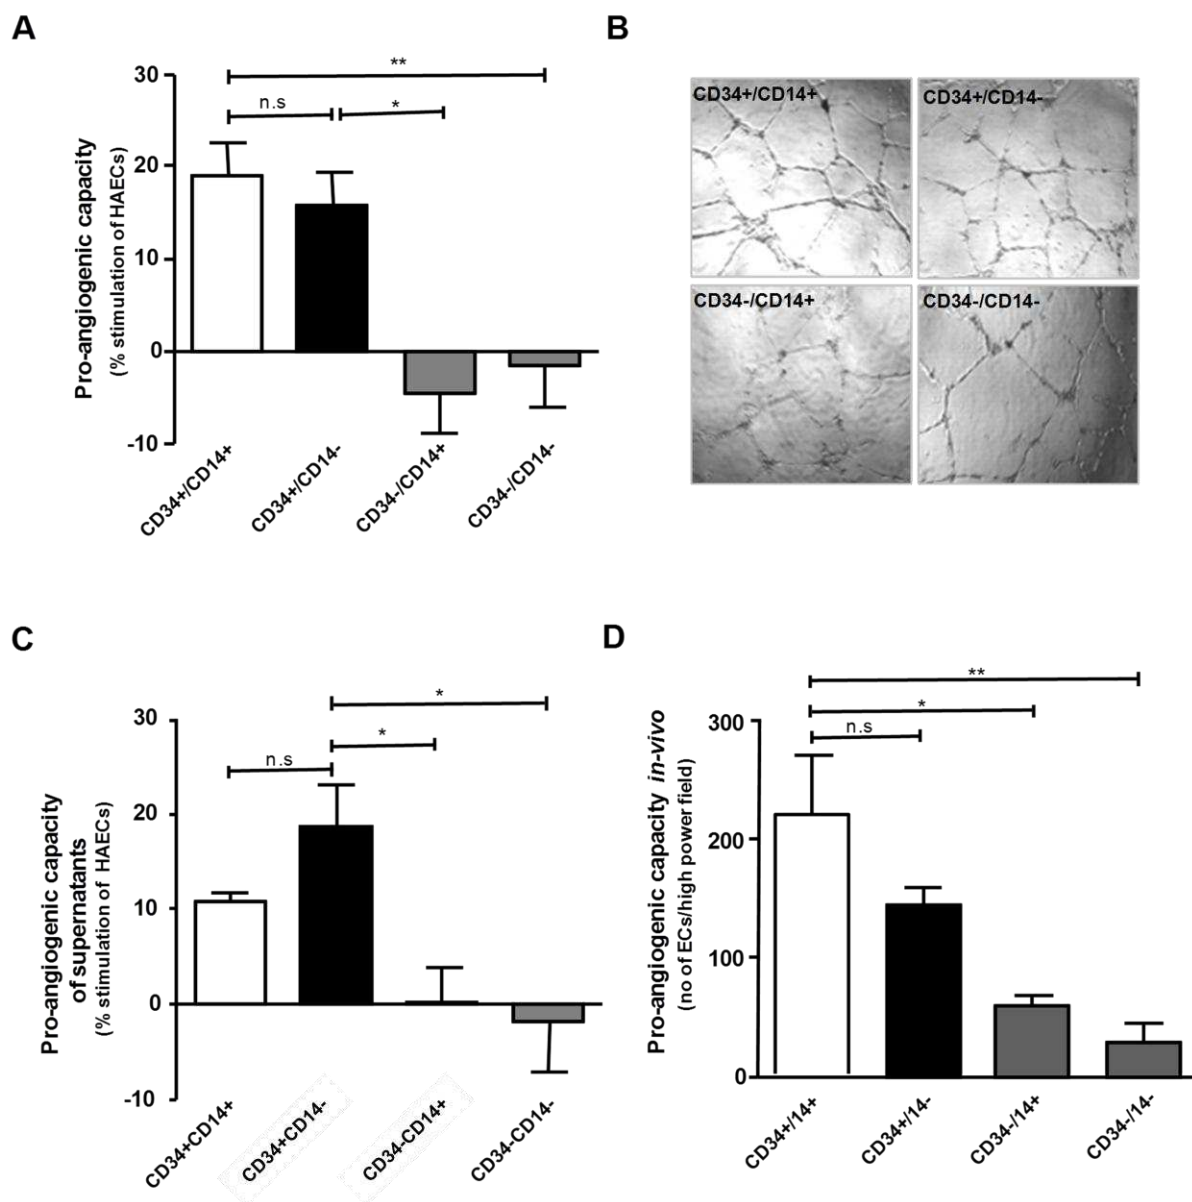 A
Pro-angiogenic capacity
(% stimulation of HAECs)
30
20
10
0
-10
**
n.s
*
CD34+/CD14+
CD34+/CD14-
CD34-/CD14+
CD34-/CD14-
B
CD34+/CD14+
CD34+/CD14-
CD34-/CD14+
CD34-/CD14-
C
Pro-angiogenic capacity
of supernatants
(% stimulation of HAECs)
30
20
10
0
-10
*
*
n.s
CD34+CD14+
CD34+CD14-
CD34-CD14+
CD34-CD14-
D
Pro-angiogenic capacity in-vivo
(no of ECs/high power field)
300
200
100
0
**
*
n.s
CD34+/14+
CD34+/14-
CD34-/14+
CD34-/14-